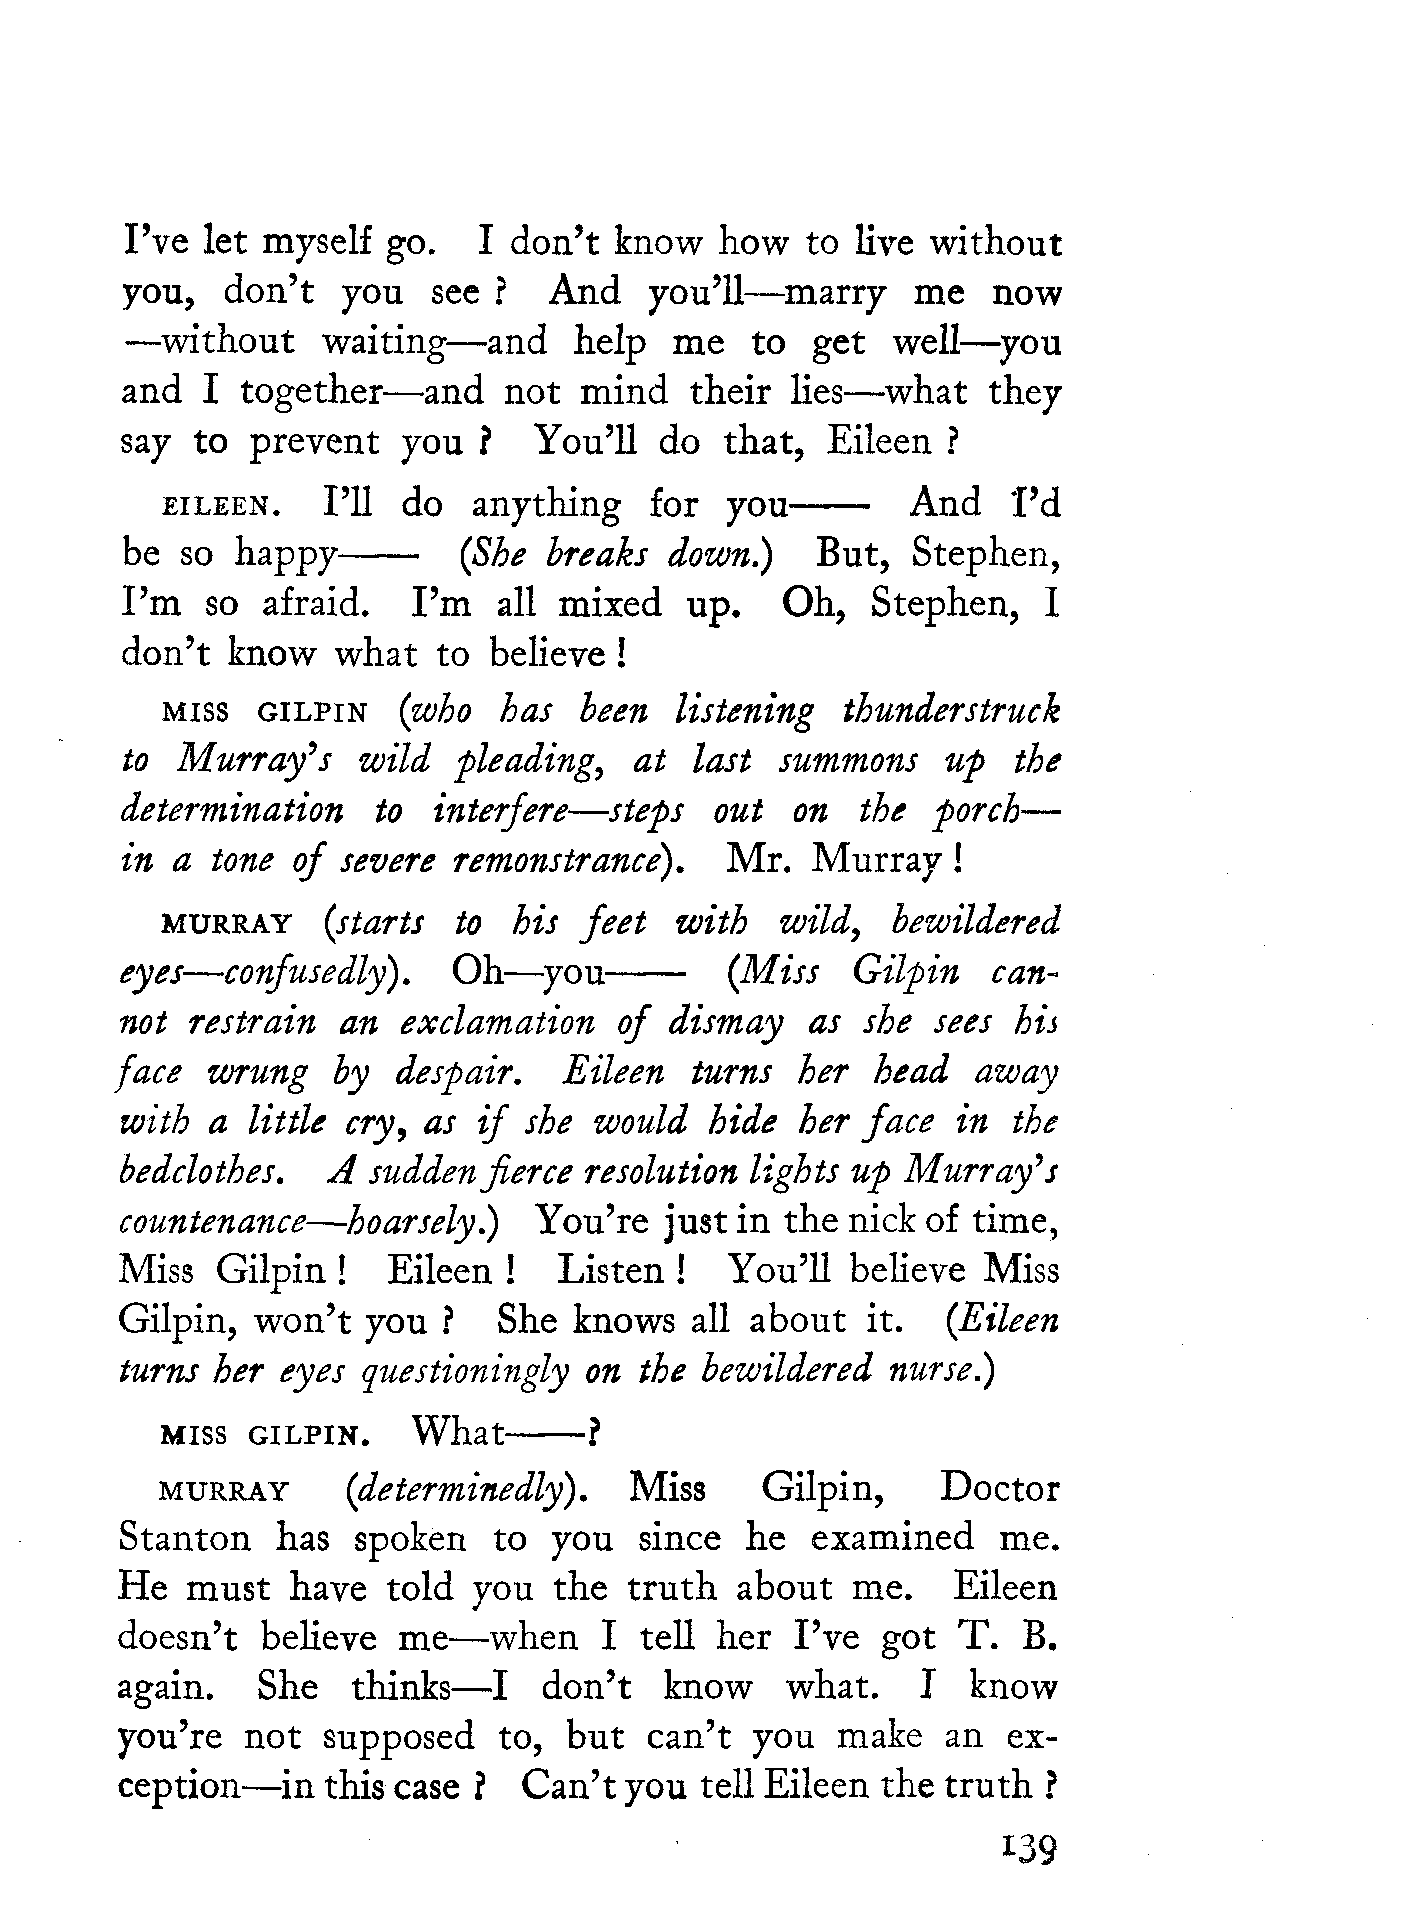 I've let myself go. I don't know how to live without
you, don't you see ? And you'll—marry me now
—without waiting—and help me to get well—you
and I together—and not mind their lies—what they
say to prevent you ? You'll do that, Eileen ?
EILEEN. I'll do anything for you—— And I'd
be so happy—— (She breaks down.) But, Stephen,
I'm so afraid. I'm all mixed up. Oh, Stephen, I
don't know what to believe !
MISS GILPIN (who has been listening thunderstruck
to Murray's wild pleading, at last summons up the
determination to interfere—steps out on the porch—
in a tone of severe remonstrance). Mr. Murray !
MURRAY (starts to his feet with wild, bewildered
eyes—confusedly). Oh—you—— (Miss Gilpin can-
not restrain an exclamation of dismay as she sees his
face wrung by despair. Eileen turns her head away
with a little cry, as if she would hide her face in the
bedclothes. A sudden fierce resolution lights up Murray's
countenance—hoarsely.) You're just in the nick of time,
Miss Gilpin ! Eileen ! Listen ! You'll believe Miss
Gilpin, won't you ? She knows all about it. (Eileen
turns her eyes questioningly on the bewildered nurse.)
MISS GILPIN. What——?
MURRAY (determinedly). Miss Gilpin, Doctor
Stanton has spoken to you since he examined me.
He must have told you the truth about me. Eileen
doesn't believe me—when I tell her I've got T. B.
again. She thinks—I don't know what. I know
you're not supposed to, but can't you make an ex-
ception—in this case ? Can't you tell Eileen the truth ?
139